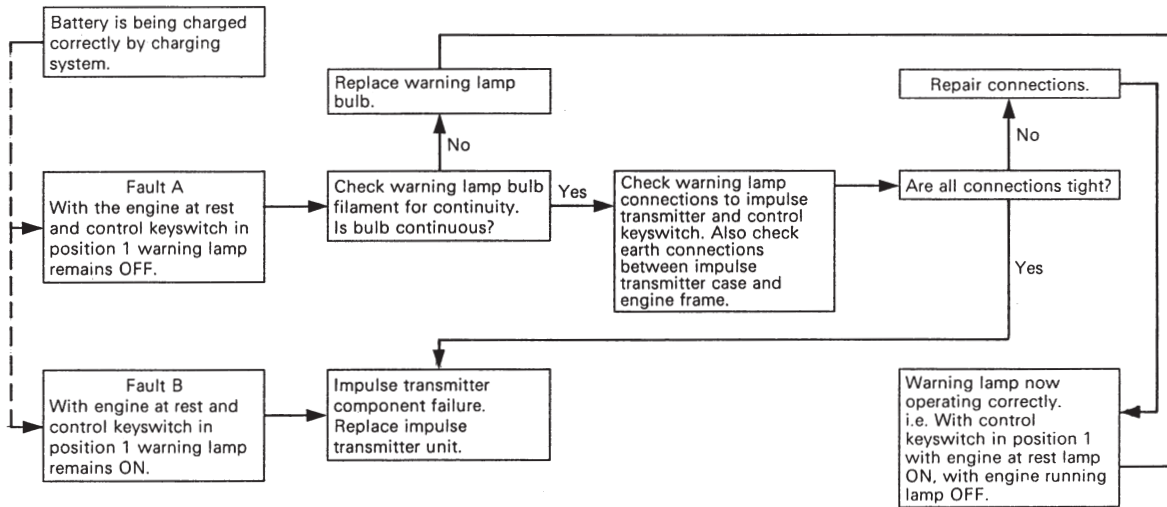 Battery is being charged
correctly by charging
system.
Replace warning lamp
bulb.
Repair connections.
No
No
Fault A
With the engine at rest
and control keyswitch in
position 1 warning lamp
remains OFF.
Check warning lamp bulb
filament for continuity.
Is bulb continuous?
Yes
Check warning lamp
connections to impulse
transmitter and control
keyswitch. Also check
earth connections
between impulse
transmitter case and
engine frame.
Are all connections tight?
Yes
Fault B
With engine at rest and
control keyswitch in
position 1 warning lamp
remains ON.
Impulse transmitter
component failure.
Replace impulse
transmitter unit.
Warning lamp now
operating correctly.
i.e. With control
keyswitch in position 1
with engine at rest lamp
ON, with engine running
lamp OFF.